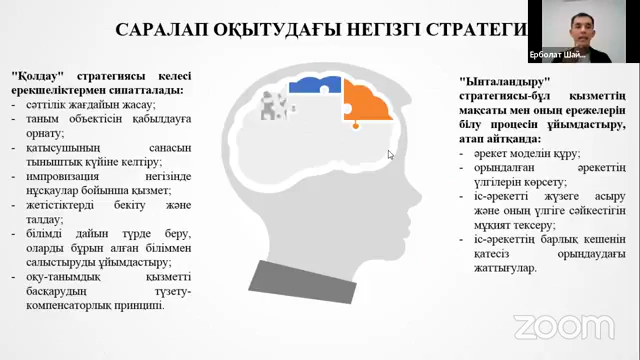 САРАЛАП ОҚЫТУДАҒЫ НЕГІЗГІ
Ерболат Шай...
"Қолдау" стратегиясы келесі
ерекшеліктермен сипатталады:
- сәттілік жағдайын жасау;
- таным объектісін қабылдауға
орнату;
- қатысушының санасын
тыныштық күйіне келтіру;
- импровизация негізінде
нұсқаулар бойынша қызмет;
- жетістіктерді бекіту және
талдау;
- білімді дайын түрде беру,
оларды бұрын алған біліммен
салыстыруды ұйымдастыру;
- оқу-танымдық қызметті
басқарудың түзету-
компенсаторлық принципі.
"Ынталандыру"
стратегиясы-бұл қызметтің
мақсаты мен оның ережелерін
білу процесін ұйымдастыру,
атап айтқанда:
- әрекет моделін құру;
- орындалған әрекеттің
үлгілерін көрсету;
- іс-әрекетті жүзеге асыру
және оның үлгіге сәйкестігін
мұқият тексеру;
- іс-әрекеттің барлық кешенін
қатесіз орындаудағы
жаттығулар.
zoom